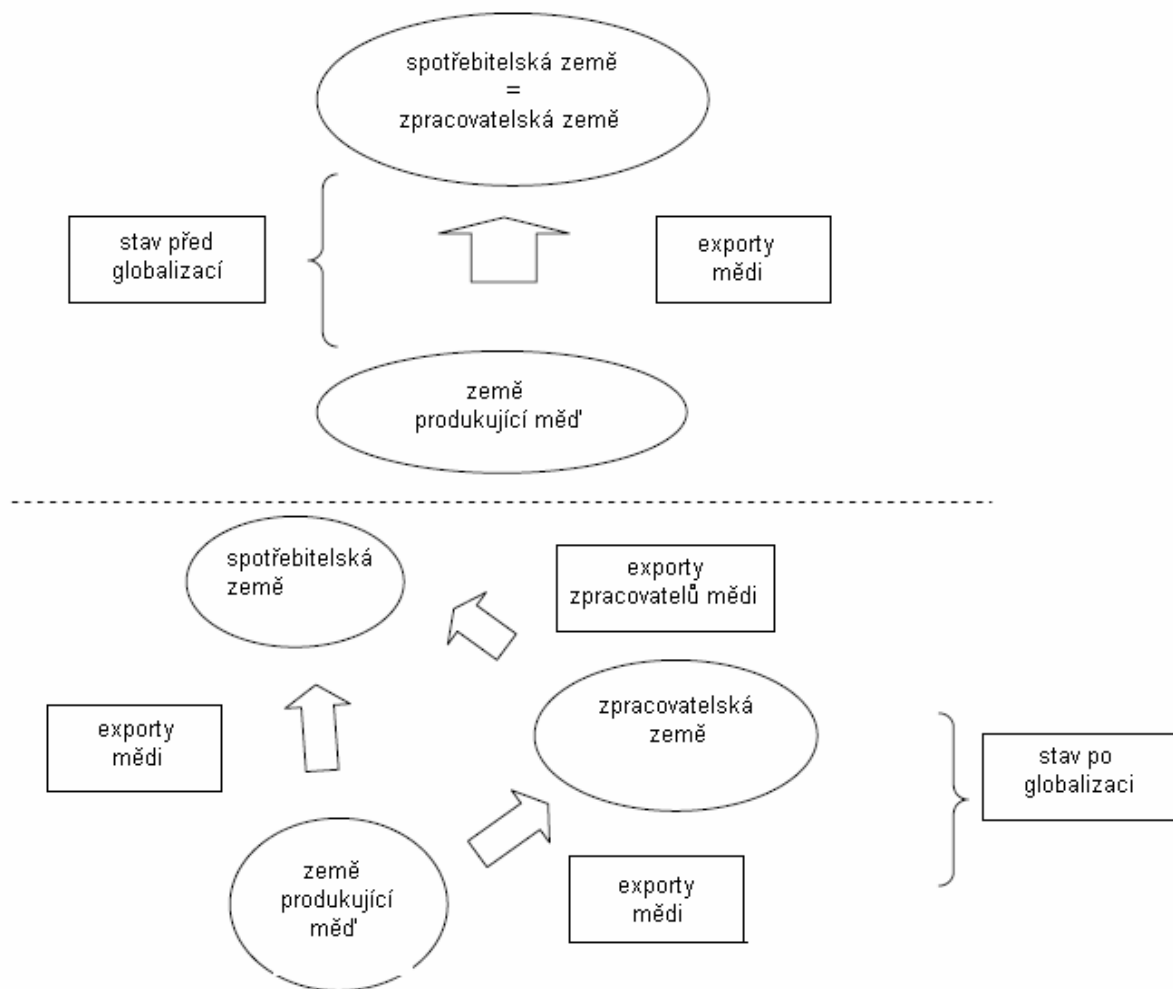 spotřebitelská země
=
zpracovatelská země
stav před
globalizací
exporty
mědi
země
produkující měď
spotřebitelská
země
exporty
zpracovatelů mědi
exporty
mědi
zpracovatelská
země
stav po
globalizaci
země
produkující
měď
exporty
mědi